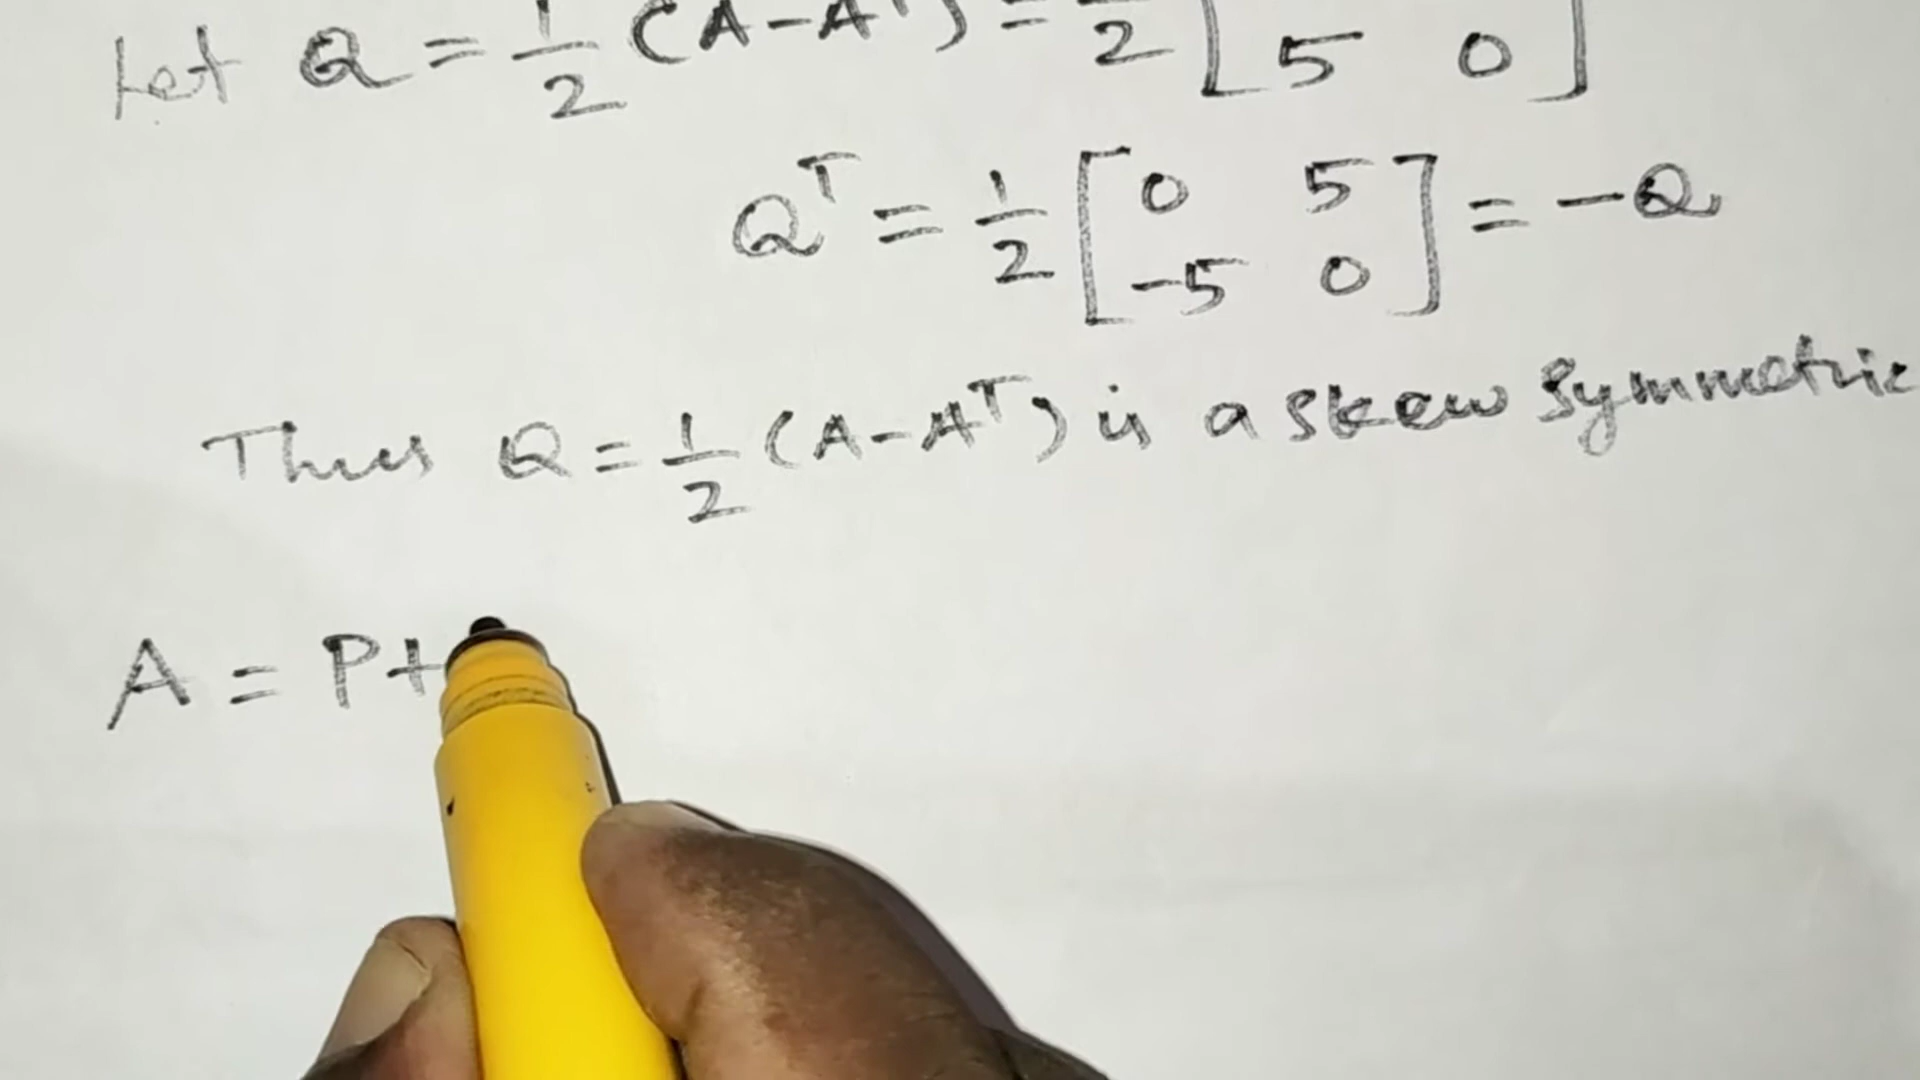 Let Q = 1/2 (A-A^T) = 1/2 [ 5 0 ]
Q^T = 1/2 [ 0 5 -5 0 ] = -Q
Thus Q = 1/2 (A-A^T) is a skew symmetric
A = P+